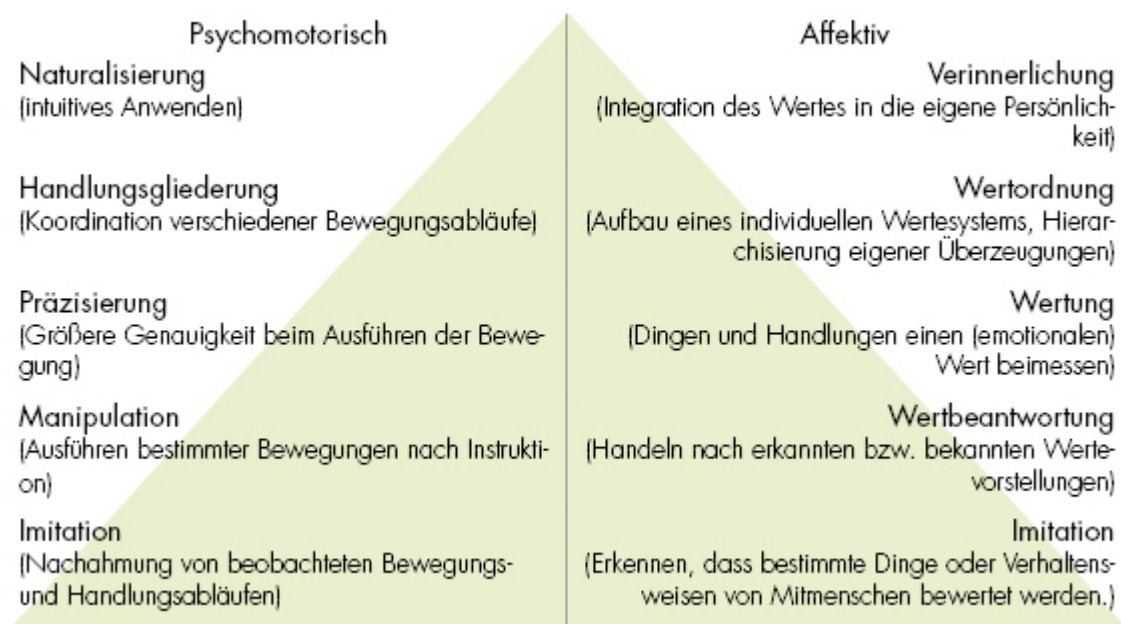 Psychomotorisch
Naturalisierung
(intuitives Anwenden)
Handlungsgliederung
(Koordination verschiedener Bewegungsabläufe)
Präzisierung
(Größere Genauigkeit beim Ausführen der Bewe-
gung)
Manipulation
(Ausführen bestimmter Bewegungen nach Instrukti-
on)
Imitation
(Nachahmung von beobachteten Bewegungs-
und Handlungsabläufen)
Affektiv
Verinnerlichung
(Integration des Wertes in die eigene Persönlich-
keit)
Wertordnung
(Aufbau eines individuellen Wertesystems, Hierar-
chisierung eigener Überzeugungen)
Wertung
(Dingen und Handlungen einen (emotionalen)
Wert beimessen)
Wertbeantwortung
(Handeln nach erkannten bzw. bekannten Werte-
vorstellungen)
Imitation
(Erkennen, dass bestimmte Dinge oder Verhaltens-
weisen von Mitmenschen bewertet werden.)